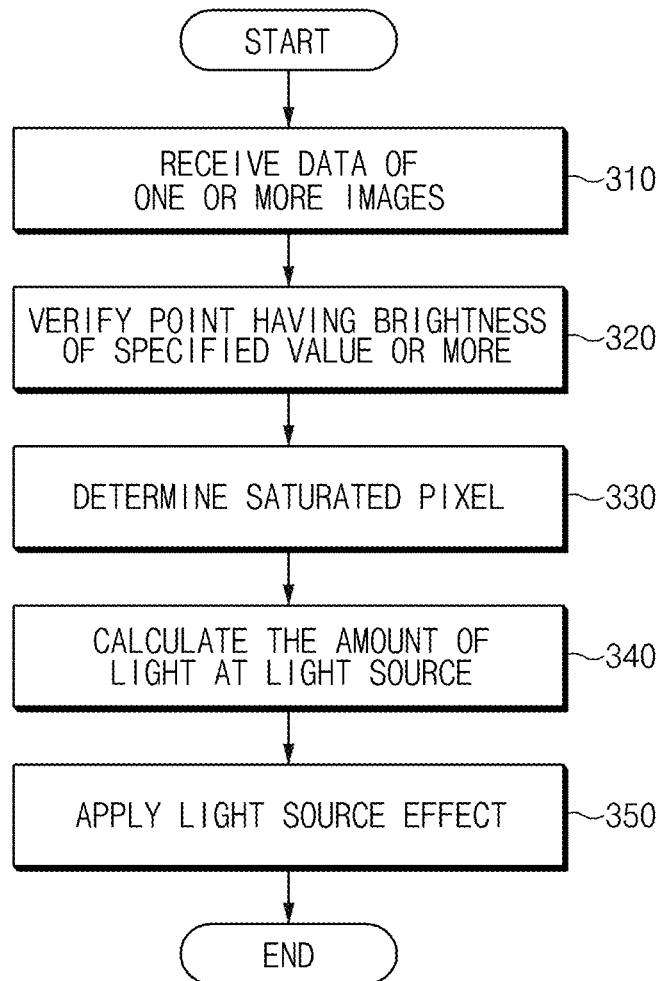 START
RECEIVE DATA OF
ONE OR MORE IMAGES
310
VERIFY POINT HAVING BRIGHTNESS
OF SPECIFIED VALUE OR MORE
320
DETERMINE SATURATED PIXEL
330
CALCULATE THE AMOUNT OF
LIGHT AT LIGHT SOURCE
340
APPLY LIGHT SOURCE EFFECT
350
END